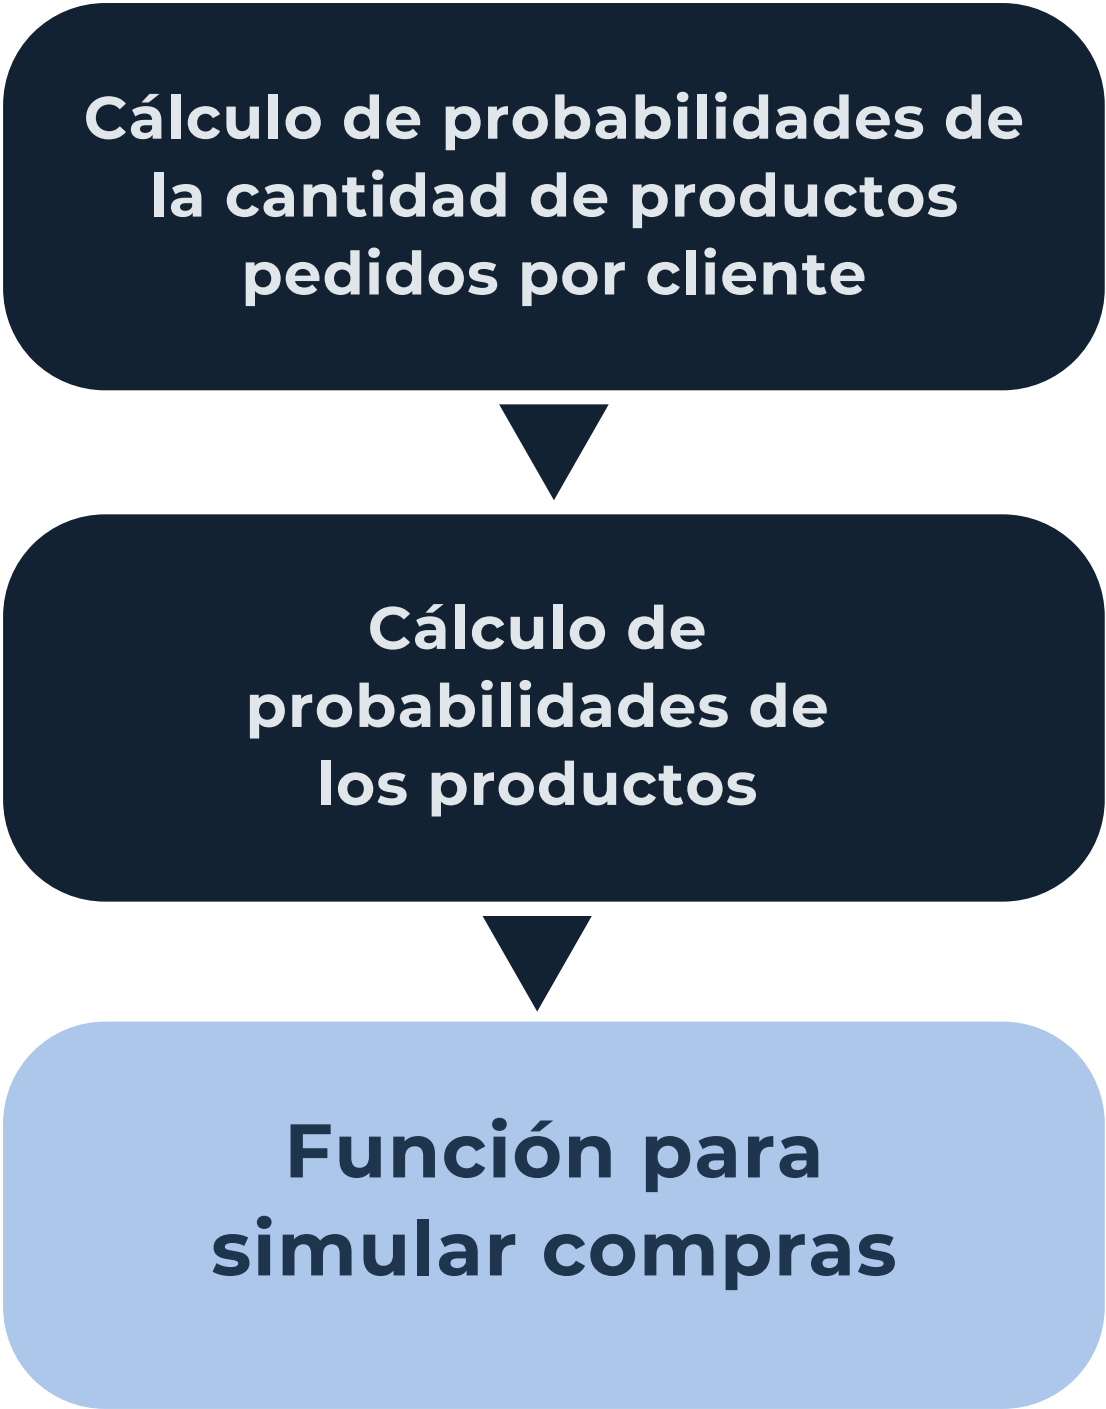 Cálculo de probabilidades de
la cantidad de productos
pedidos por cliente
Cálculo de
probabilidades de
los productos
Función para
simular compras